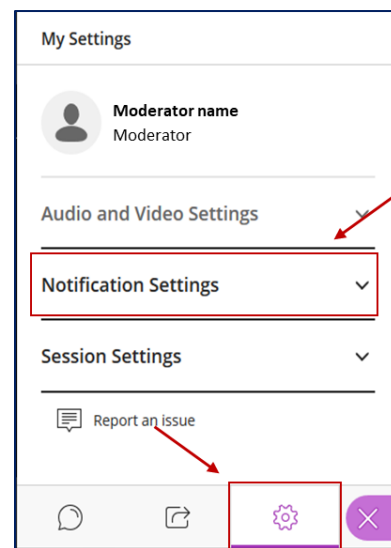 My Settings
Moderator name
Moderator
Audio and Video Settings
Notification Settings
Session Settings
Report an issue